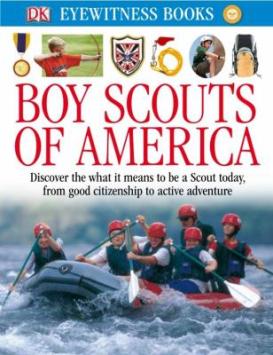 DK EYEWITNESS BOOKS
BOY SCOUTS
OF AMERICA
Discover the what it means to be a Scout today,
from good citizenship to active adventure